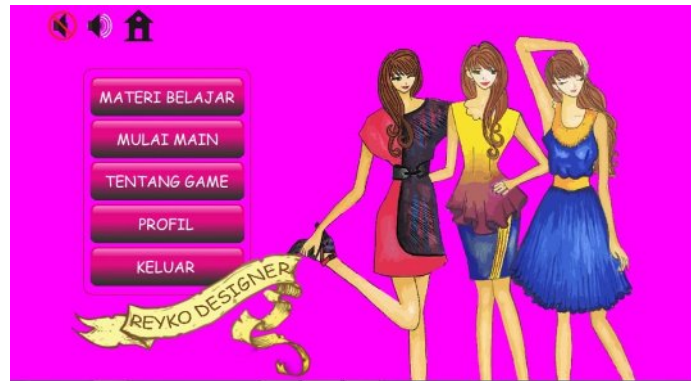 MATERI BELAJAR
MULAI MAIN
TENTANG GAME
PROFIL
KELUAR
REYKO DESIGNER